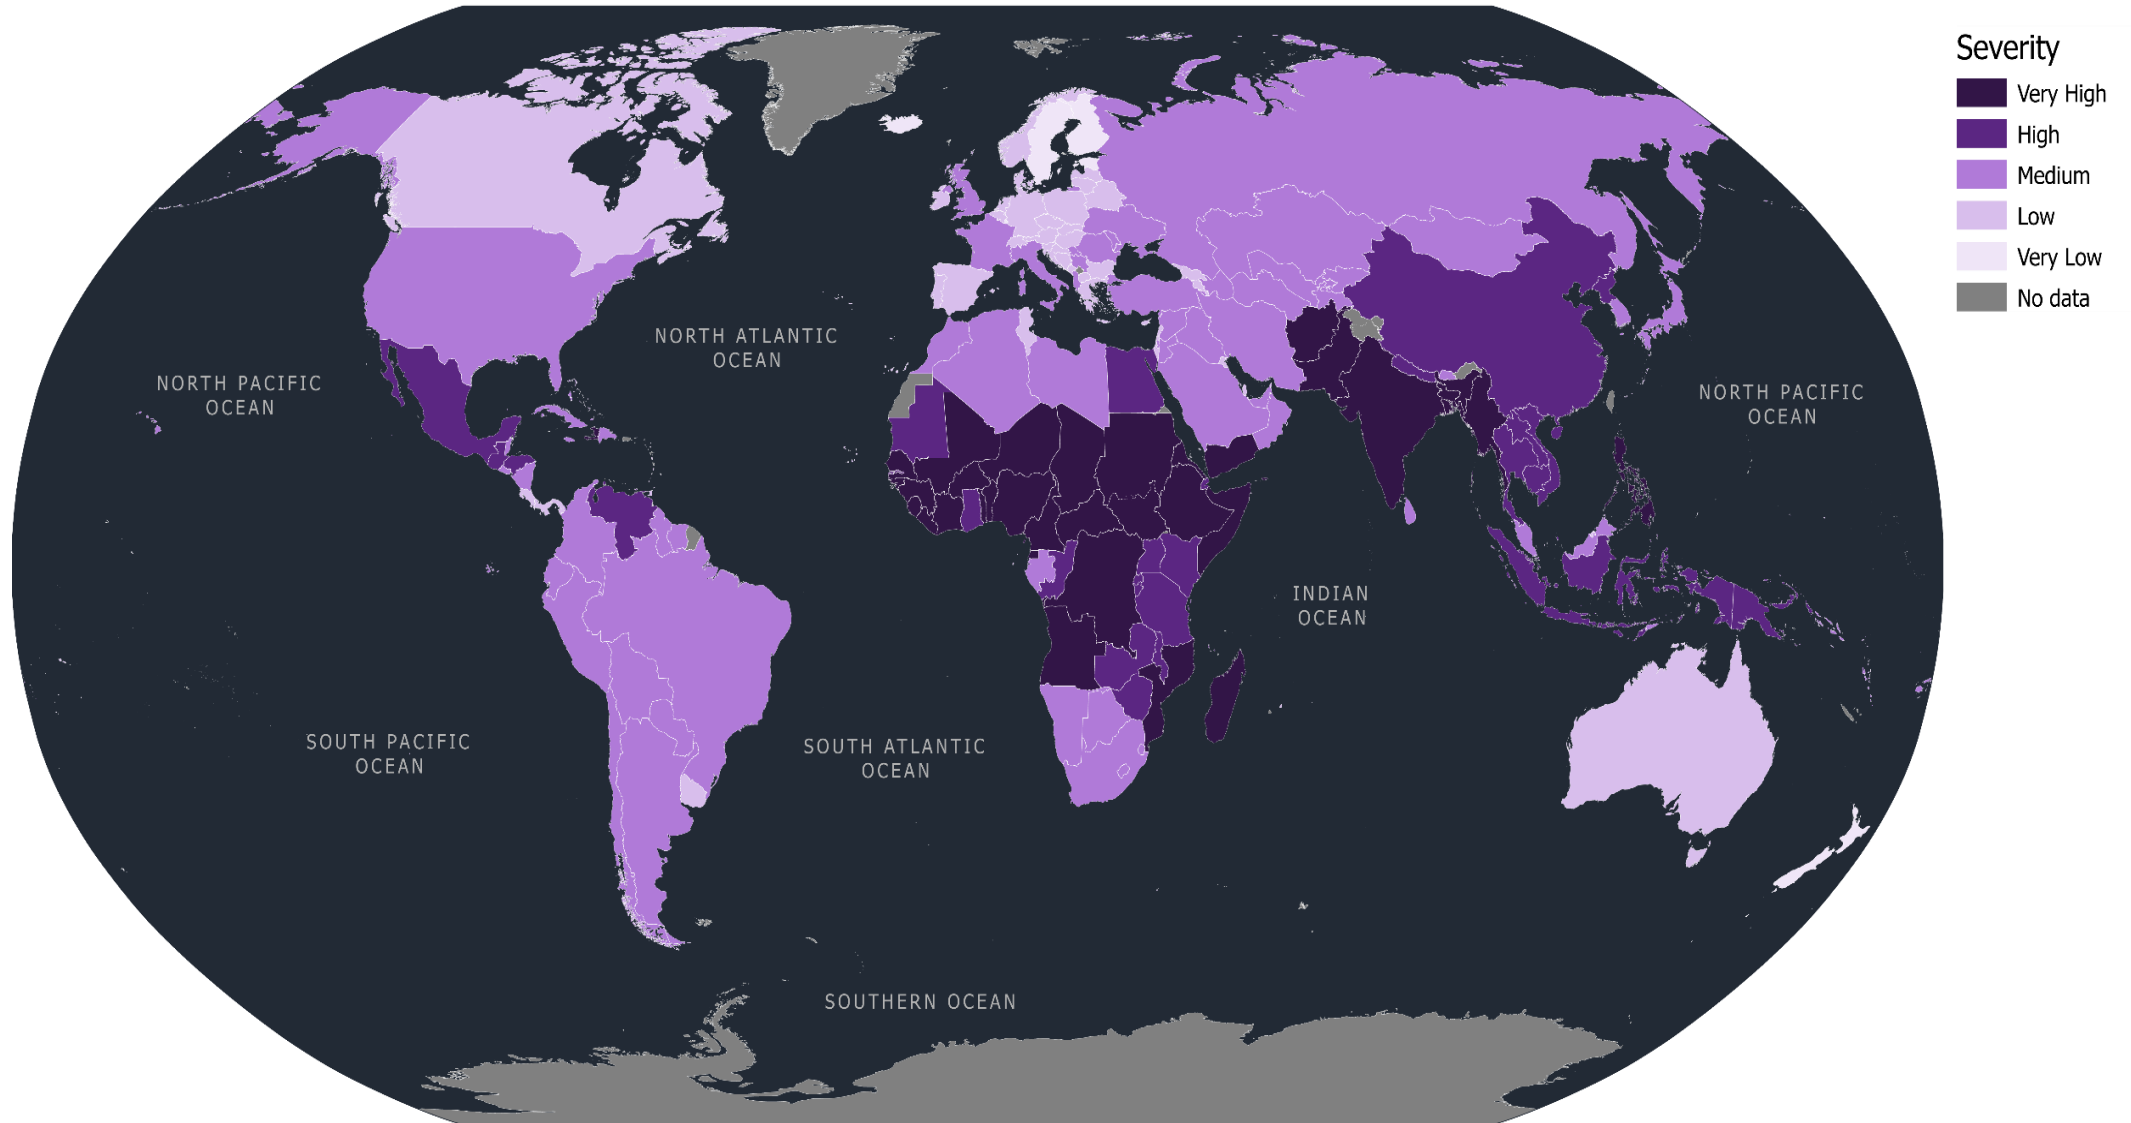 Severity
Very High
High
Medium
Low
Very Low
No data
NORTH ATLANTIC
OCEAN
NORTH PACIFIC
OCEAN
NORTH PACIFIC
OCEAN
INDIAN
OCEAN
SOUTH PACIFIC
OCEAN
SOUTH ATLANTIC
OCEAN
SOUTHERN OCEAN